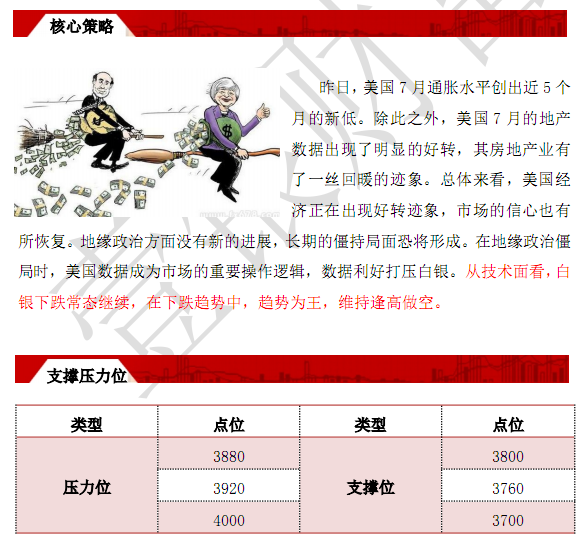 核心策略
昨日，美国7月通胀水平创出近5个
月的新低。除此之外，美国7月的地产
数据出现了明显的好转，其房地产业有
了一丝回暖的迹象。总体来看，美国经
济正在出现好转迹象，市场的信心也有
所恢复。地缘政治方面没有新的进展，长期的僵持局面恐将形成。在地缘政治僵
局时，美国数据成为市场的重要操作逻辑，数据利好打压白银。从技术面看，白
银下跌常态继续，在下跌趋势中，趋势为王，维持逢高做空。
支撑压力位
类型 点位 类型 点位
3880 3800
压力位 3920 支撑位 3760
4000 3700